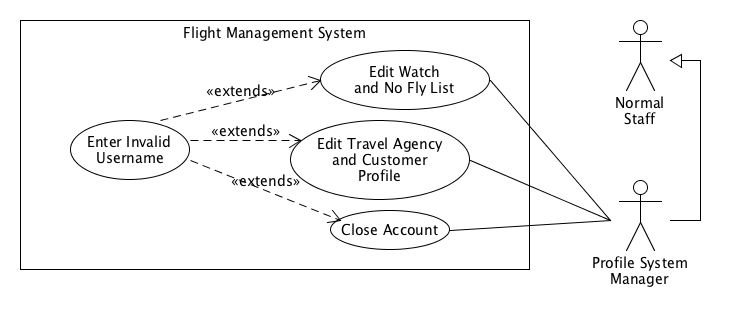 Flight Management System
Edit Watch
and No Fly List
«extends»
Normal
Staff
Enter Invalid
Username
«extends»
Edit Travel Agency
and Customer
Profile
«extends»
Close Account
Profile System
Manager